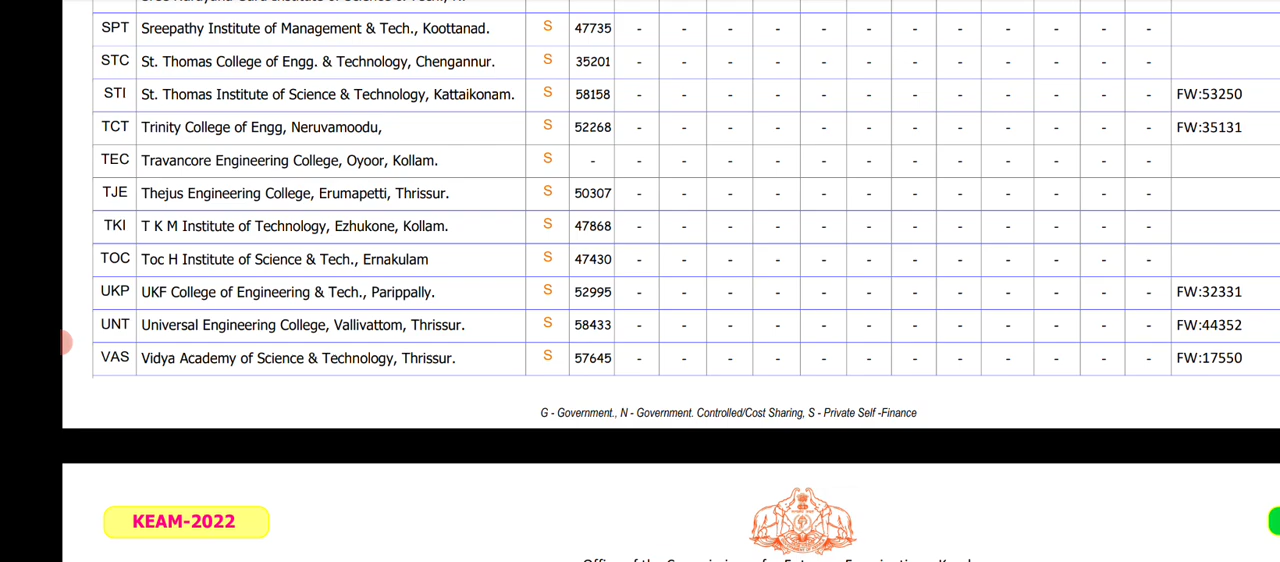 SPT Sreepathy Institute of Management & Tech., Koottanad. S 47735 - - - - - - - - - - - -
STC St. Thomas College of Engg. & Technology, Chengannur. S 35201 - - - - - - - - - - - -
STI St. Thomas Institute of Science & Technology, Kattaikonam. S 58158 - - - - - - - - - - - - FW:53250
TCT Trinity College of Engg, Neruvamoodu, S 52268 - - - - - - - - - - - - FW:35131
TEC Travancore Engineering College, Oyoor, Kollam. S - - - - - - - - - - - - -
TJE Thejus Engineering College, Erumapetti, Thrissur. S 50307 - - - - - - - - - - - -
TKI T K M Institute of Technology, Ezhukone, Kollam. S 47868 - - - - - - - - - - - -
TOC Toc H Institute of Science & Tech., Ernakulam S 47430 - - - - - - - - - - - -
UKP UKF College of Engineering & Tech., Parippally. S 52995 - - - - - - - - - - - - FW:32331
UNT Universal Engineering College, Vallivattom, Thrissur. S 58433 - - - - - - - - - - - - FW:44352
VAS Vidya Academy of Science & Technology, Thrissur. S 57645 - - - - - - - - - - - - FW:17550
G - Government., N - Government. Controlled/Cost Sharing, S - Private Self -Finance
KEAM-2022